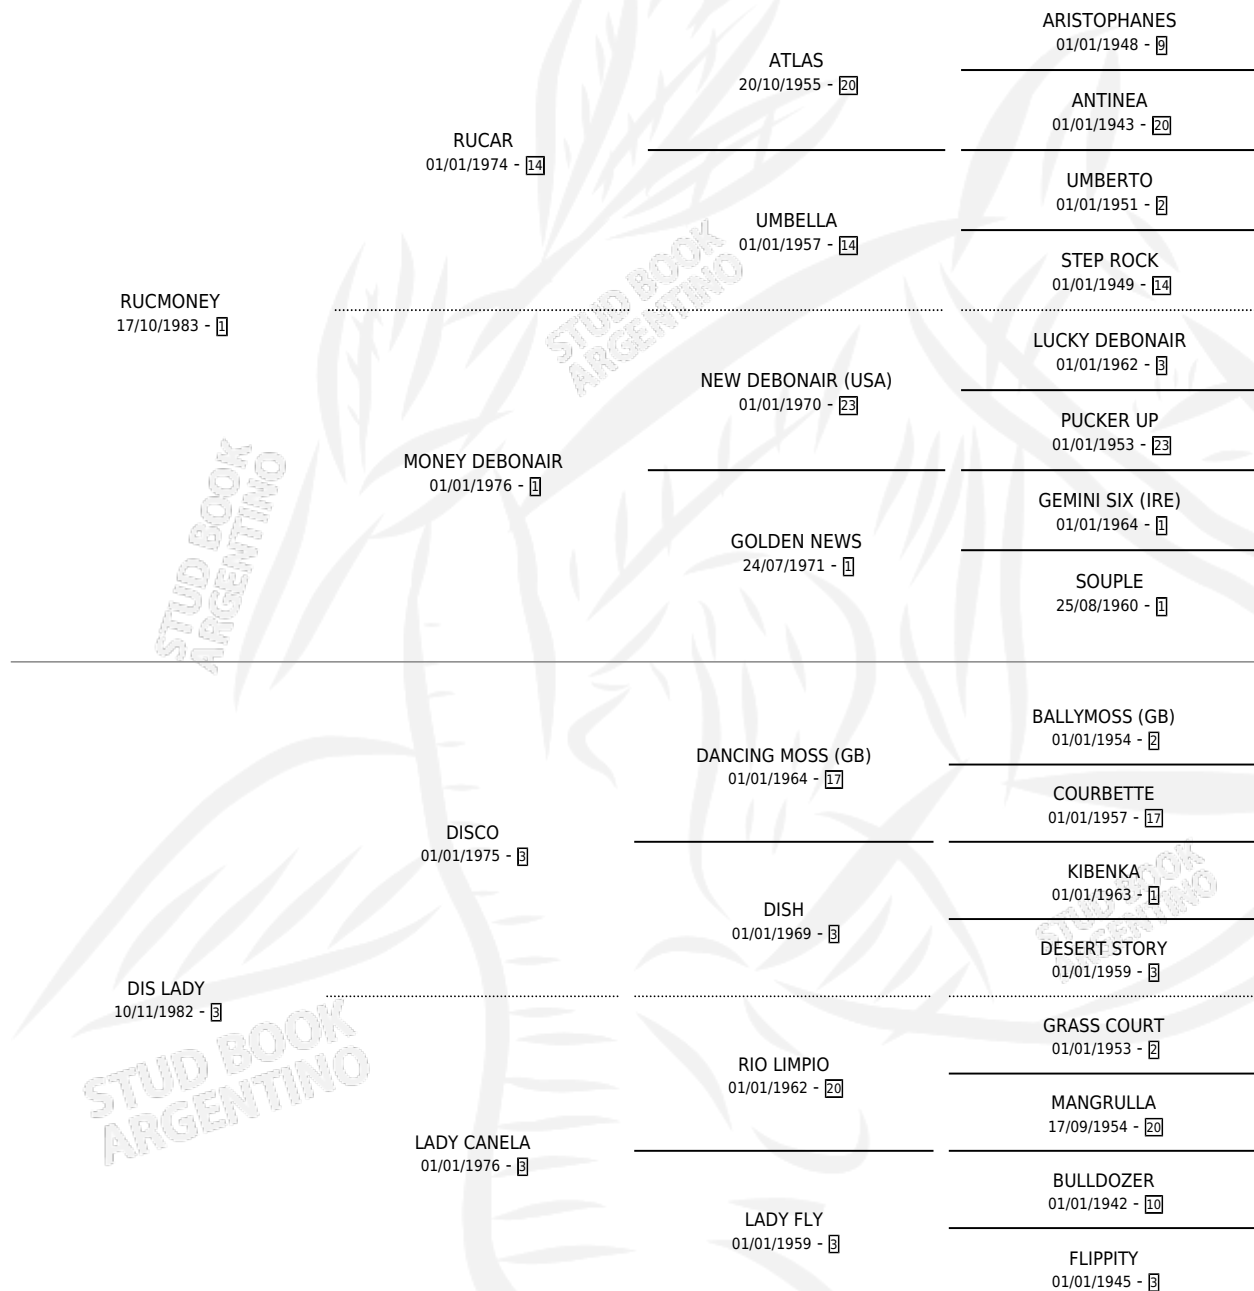 ARISTOPHANES
01/01/1948 - 9
ATLAS
20/10/1955 - 20
ANTINEA
01/01/1943 - 20
RUCAR
01/01/1974 - 14
UMBERTO
01/01/1951 - 2
UMBELLA
01/01/1957 - 14
STEP ROCK
01/01/1949 - 14
RUCMONEY
17/10/1983 - 1
LUCKY DEBONAIR
01/01/1962 - 3
NEW DEBONAIR (USA)
01/01/1970 - 23
PUCKER UP
01/01/1953 - 23
MONEY DEBONAIR
01/01/1976 - 1
GEMINI SIX (IRE)
01/01/1964 - 1
GOLDEN NEWS
24/07/1971 - 1
SOUPLE
25/08/1960 - 1
STUD BOOK
ARGENTINO
STUD BOOK
ARGENTINO
BALLYMOSS (GB)
01/01/1954 - 2
DANCING MOSS (GB)
01/01/1964 - 17
COURBETTE
01/01/1957 - 17
DISCO
01/01/1975 - 3
KIBENKA
01/01/1963 - 1
DISH
01/01/1969 - 3
DESERT STORY
01/01/1959 - 3
DIS LADY
10/11/1982 - 3
GRASS COURT
01/01/1953 - 2
RIO LIMPIO
01/01/1962 - 20
MANGRULLA
17/09/1954 - 20
LADY CANELA
01/01/1976 - 3
BULLDOZER
01/01/1942 - 10
LADY FLY
01/01/1959 - 3
FLIPPITY
01/01/1945 - 3
STUD BOOK
ARGENTINO
STUD BOOK
ARGENTINO